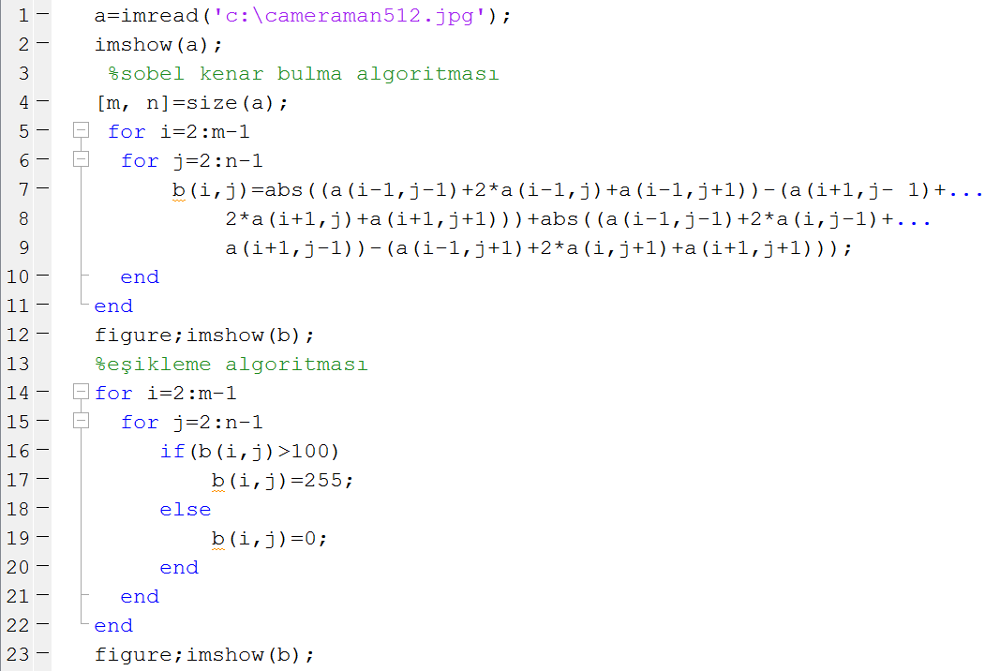 1 a=imread('c:\cameraman512.jpg');
2 imshow(a);
3 %sobel kenar bulma algoritması
4 [m, n]=size(a);
5 for i=2:m-1
6 for j=2:n-1
7 b(i,j)=abs((a(i-1,j-1)+2*a(i-1,j)+a(i-1,j+1))-(a(i+1,j- 1)+...
8 2*a(i+1,j)+a(i+1,j+1)))+abs((a(i-1,j-1)+2*a(i,j-1)+...
9 a(i+1,j-1))-(a(i-1,j+1)+2*a(i,j+1)+a(i+1,j+1)));
10 end
11 end
12 figure;imshow(b);
13 %eşikleme algoritması
14 for i=2:m-1
15 for j=2:n-1
16 if(b(i,j)>100)
17 b(i,j)=255;
18 else
19 b(i,j)=0;
20 end
21 end
22 end
23 figure;imshow(b);